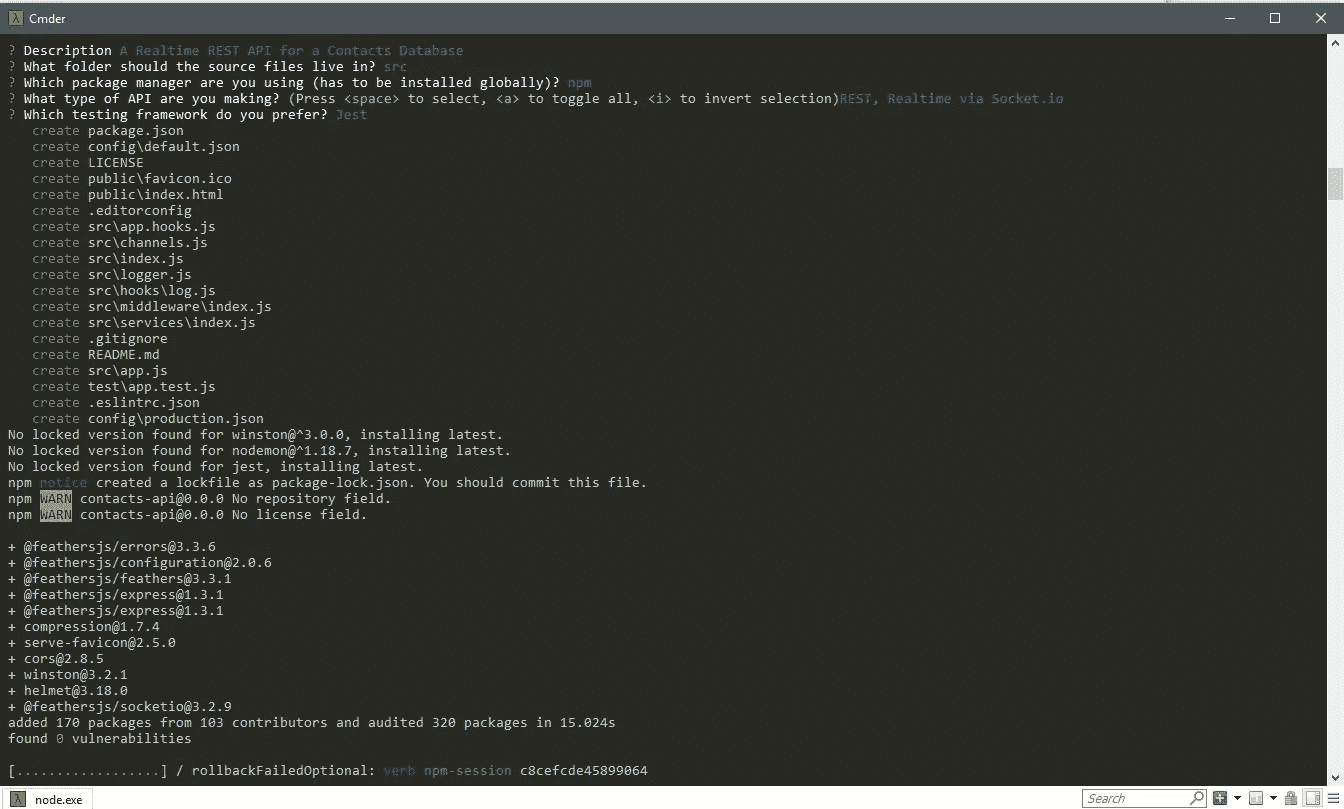 Cmder
? Description A Realtime REST API for a Contacts Database
? What folder should the source files live in? src
? Which package manager are you using (has to be installed globally)? npm
? What type of API are you making? (Press <space> to select, <a> to toggle all, <i> to invert selection)REST, Realtime via Socket.io
? Which testing framework do you prefer? Jest
create package.json
create config\default.json
create LICENSE
create public\favicon.ico
create public\index.html
create .editorconfig
create src\app.hooks.js
create src\channels.js
create src\index.js
create src\logger.js
create src\hooks\log.js
create src\middleware\index.js
create src\services\index.js
create .gitignore
create README.md
create src\app.js
create test\app.test.js
create .eslintrc.json
create config\production.json
No locked version found for winston@^3.0.0, installing latest.
No locked version found for nodemon@^1.18.7, installing latest.
No locked version found for jest, installing latest.
npm notice created a lockfile as package-lock.json. You should commit this file.
npm WARN contacts-api@0.0.0 No repository field.
npm WARN contacts-api@0.0.0 No license field.
+ @feathersjs/errors@3.3.6
+ @feathersjs/configuration@2.0.6
+ @feathersjs/feathers@3.3.1
+ @feathersjs/express@1.3.1
+ @feathersjs/express@1.3.1
+ compression@1.7.4
+ serve-favicon@2.5.0
+ cors@2.8.5
+ winston@3.2.1
+ helmet@3.18.0
+ @feathersjs/socketio@3.2.9
added 170 packages from 103 contributors and audited 320 packages in 15.024s
found 0 vulnerabilities
[..................] / rollbackFailedOptional: verb npm-session c8cefcde45899064
node.exe
Search